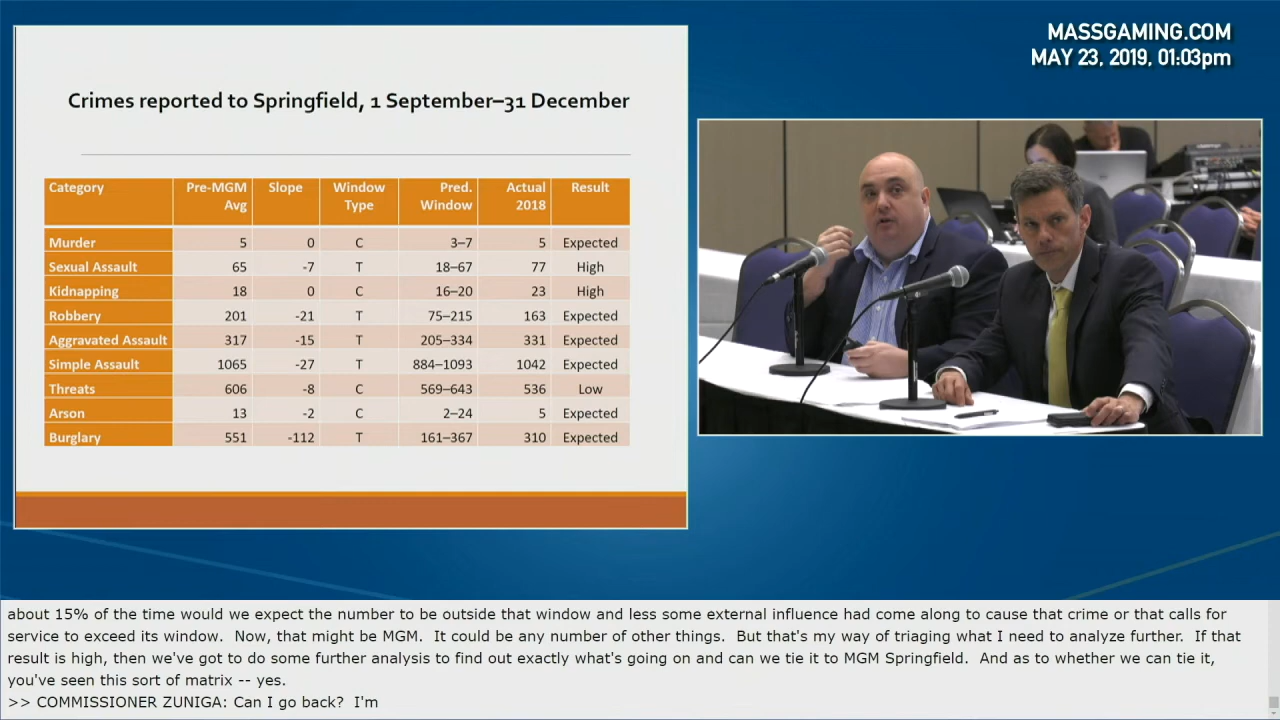 MASSGAMING.COM
MAY 23, 2019, 01:03pm
Crimes reported to Springfield, 1 September–31 December
Category Pre-MGM Avg Slope Window Type Pred. Window Actual 2018 Result
Murder 5 0 C 3–7 5 Expected
Sexual Assault 65 -7 T 18–67 77 High
Kidnapping 18 0 C 16–20 23 High
Robbery 201 -21 T 75–215 163 Expected
Aggravated Assault 317 -15 T 205–334 331 Expected
Simple Assault 1065 -27 T 884–1093 1042 Expected
Threats 606 -8 C 569–643 536 Low
Arson 13 -2 C 2–24 5 Expected
Burglary 551 -112 T 161–367 310 Expected
about 15% of the time would we expect the number to be outside that window and less some external influence had come along to cause that crime or that calls for
service to exceed its window.  Now, that might be MGM.  It could be any number of other things.  But that's my way of triaging what I need to analyze further.  If that
result is high, then we've got to do some further analysis to find out exactly what's going on and can we tie it to MGM Springfield.  And as to whether we can tie it,
you've seen this sort of matrix -- yes.
>> COMMISSIONER ZUNIGA: Can I go back?  I'm